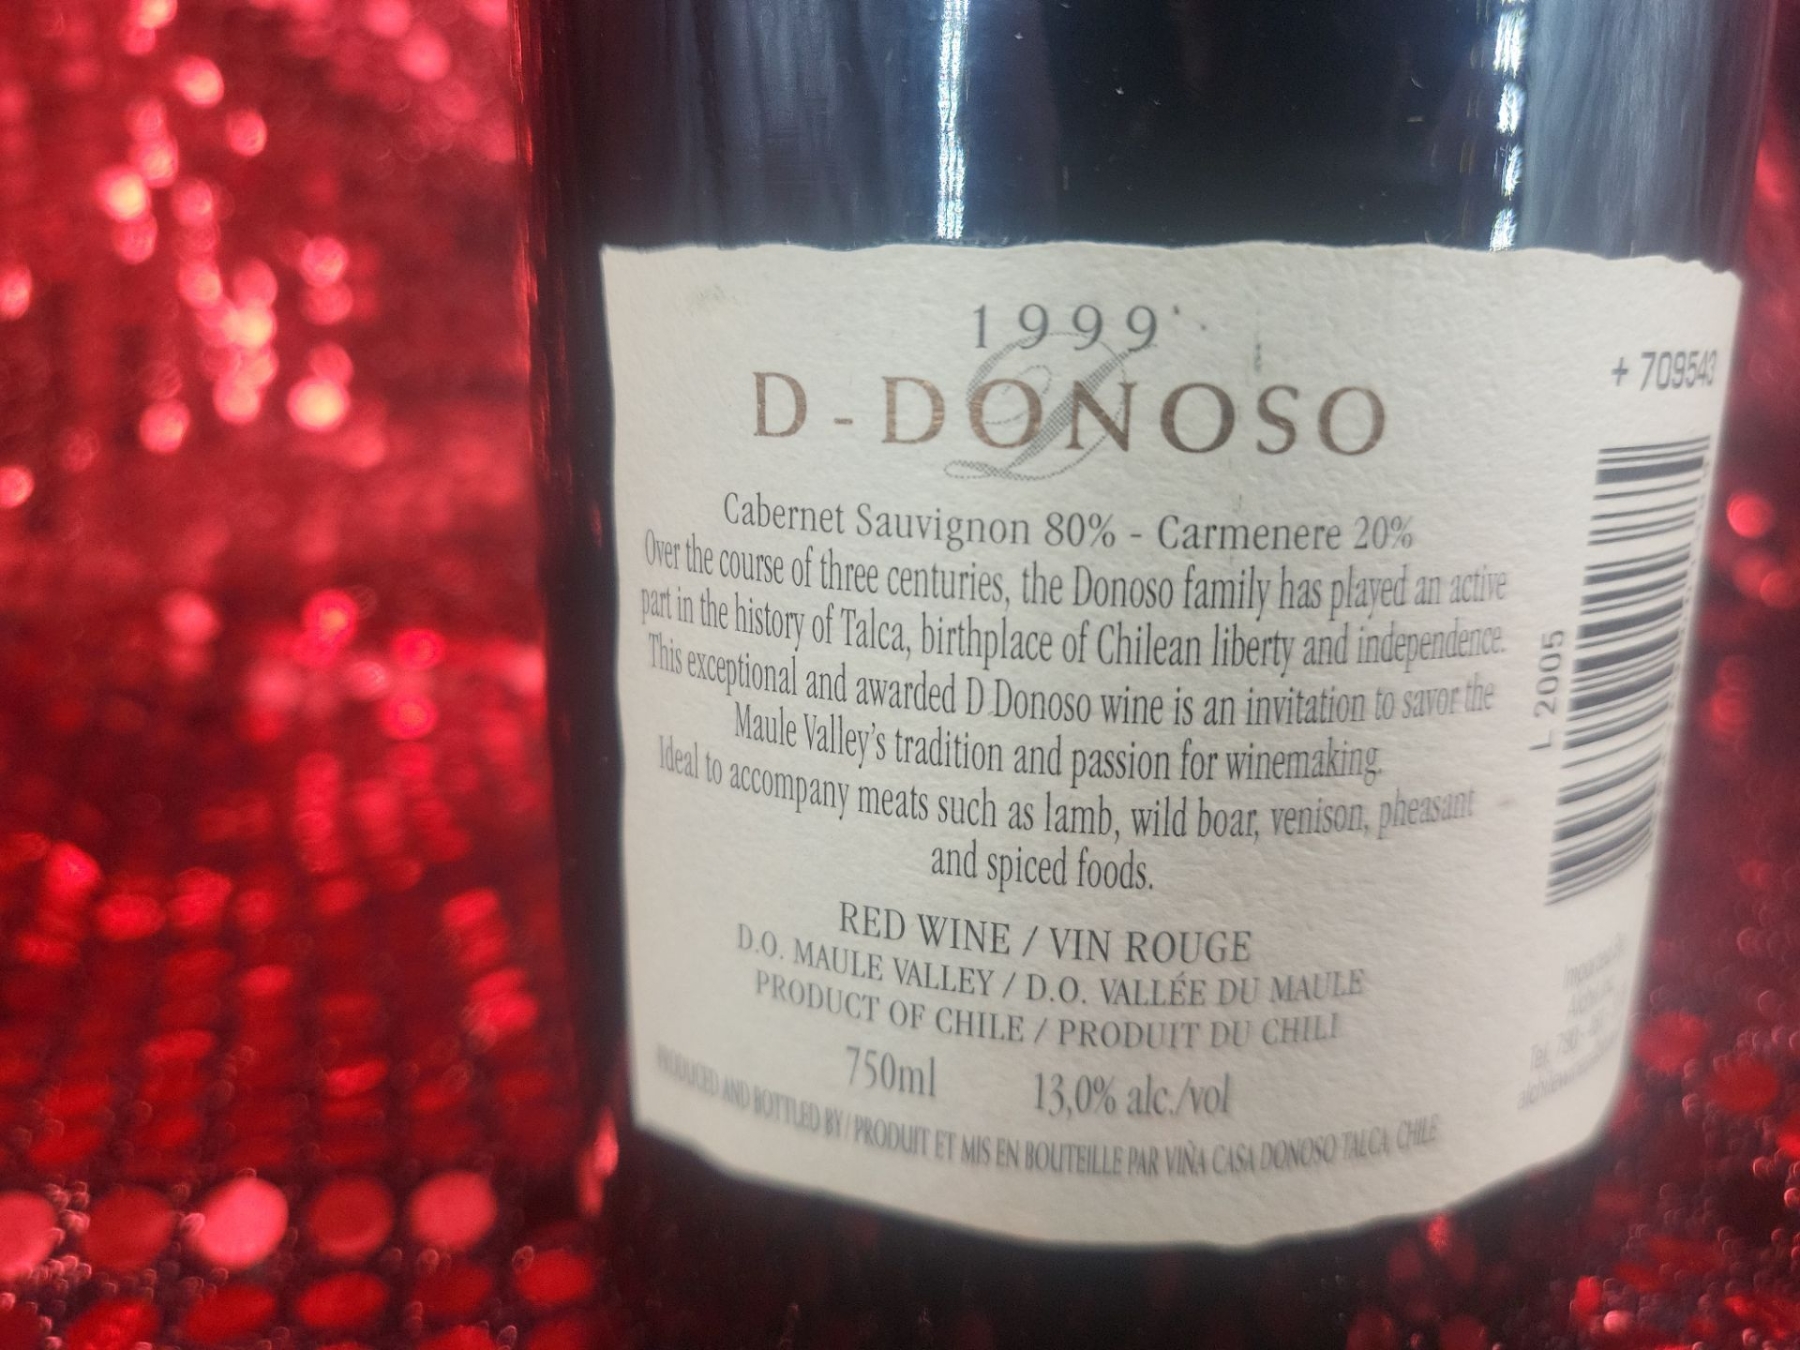 1999
D-DONOSO
+ 709543
Cabernet Sauvignon 80% - Carmenere 20%
Over the course of three centuries, the Donoso family has played an active
part in the history of Talca, birthplace of Chilean liberty and independence.
This exceptional and awarded D Donoso wine is an invitation to savor the
Maule Valley's tradition and passion for winemaking.
Ideal to accompany meats such as lamb, wild boar, venison, pheasant
and spiced foods.
L 2005
RED WINE / VIN ROUGE
D.O. MAULE VALLEY / D.O. VALLÉE DU MAULE
PRODUCT OF CHILE / PRODUIT DU CHILI
750ml 13,0% alc./vol
PRODUCED AND BOTTLED BY / PRODUIT ET MIS EN BOUTEILLE PAR VIÑA CASA DONOSO TALCA, CHILE
Tel.